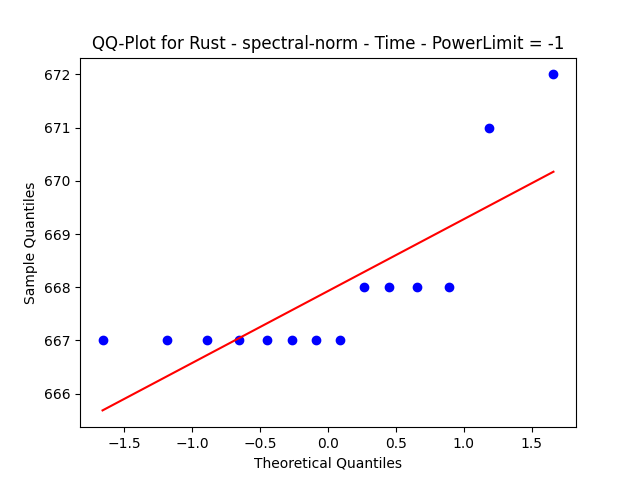 QQ-Plot for Rust - spectral-norm - Time - PowerLimit = -1
672
671
670
669
668
667
666
Sample Quantiles
−1.5 −1.0 −0.5 0.0 0.5 1.0 1.5
Theoretical Quantiles